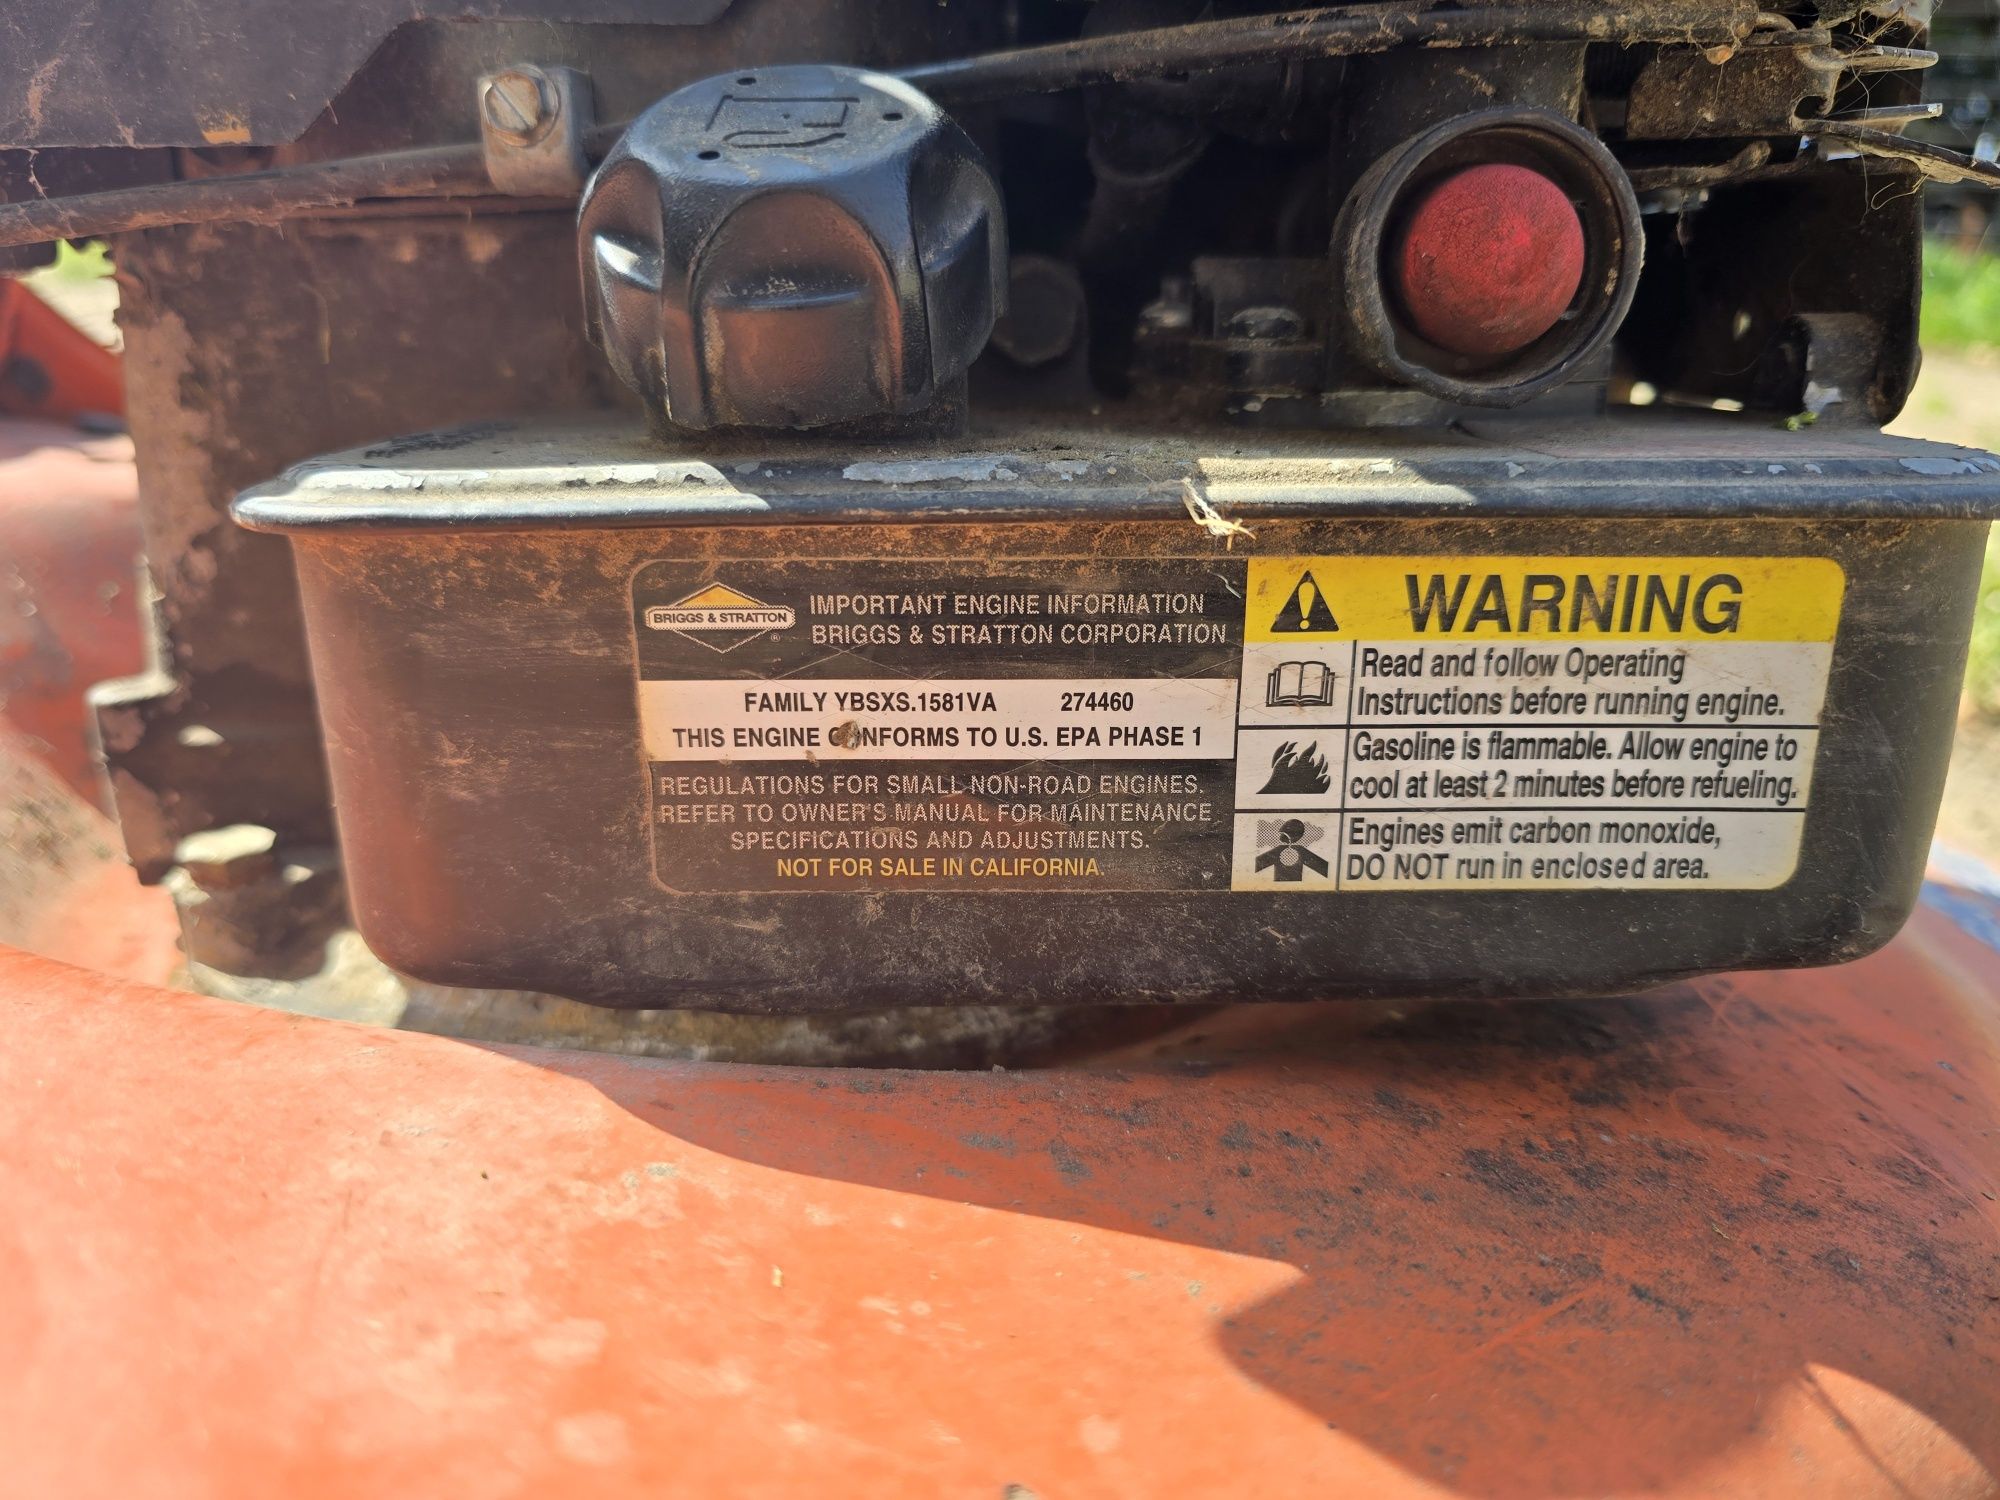 BRIGGS & STRATTON
®
IMPORTANT ENGINE INFORMATION
BRIGGS & STRATTON CORPORATION
FAMILY YBSXS.1581VA 274460
THIS ENGINE CONFORMS TO U.S. EPA PHASE 1
REGULATIONS FOR SMALL NON-ROAD ENGINES.
REFER TO OWNER'S MANUAL FOR MAINTENANCE
SPECIFICATIONS AND ADJUSTMENTS.
NOT FOR SALE IN CALIFORNIA.
WARNING
Read and follow Operating
Instructions before running engine.
Gasoline is flammable. Allow engine to
cool at least 2 minutes before refueling.
Engines emit carbon monoxide,
DO NOT run in enclosed area.